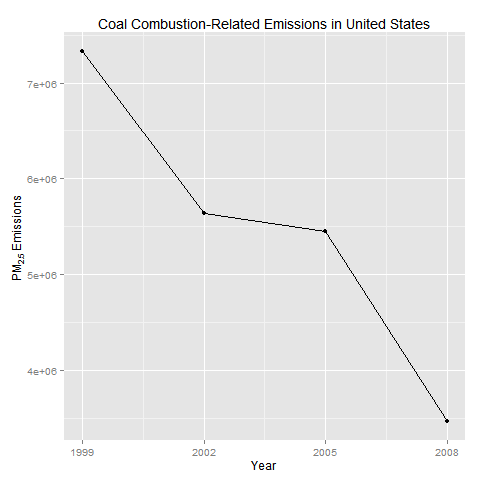 Coal Combustion-Related Emissions in United States
7e+06
6e+06
5e+06
4e+06
PM25 Emissions
1999 2002 2005 2008
Year